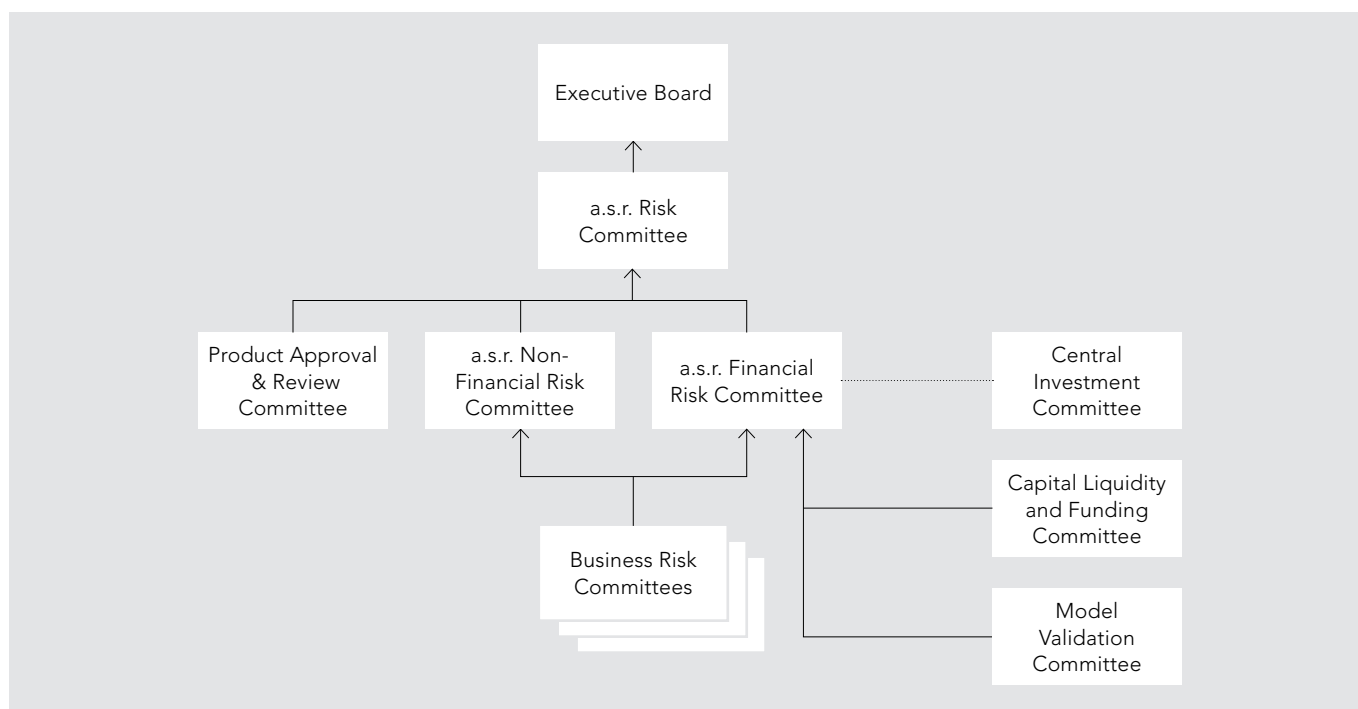 Executive Board
a.s.r. Risk
Committee
Product Approval
& Review
Committee
a.s.r. Non-
Financial Risk
Committee
a.s.r. Financial
Risk Committee
Central
Investment
Committee
Capital Liquidity
and Funding
Committee
Business Risk
Committees
Model
Validation
Committee